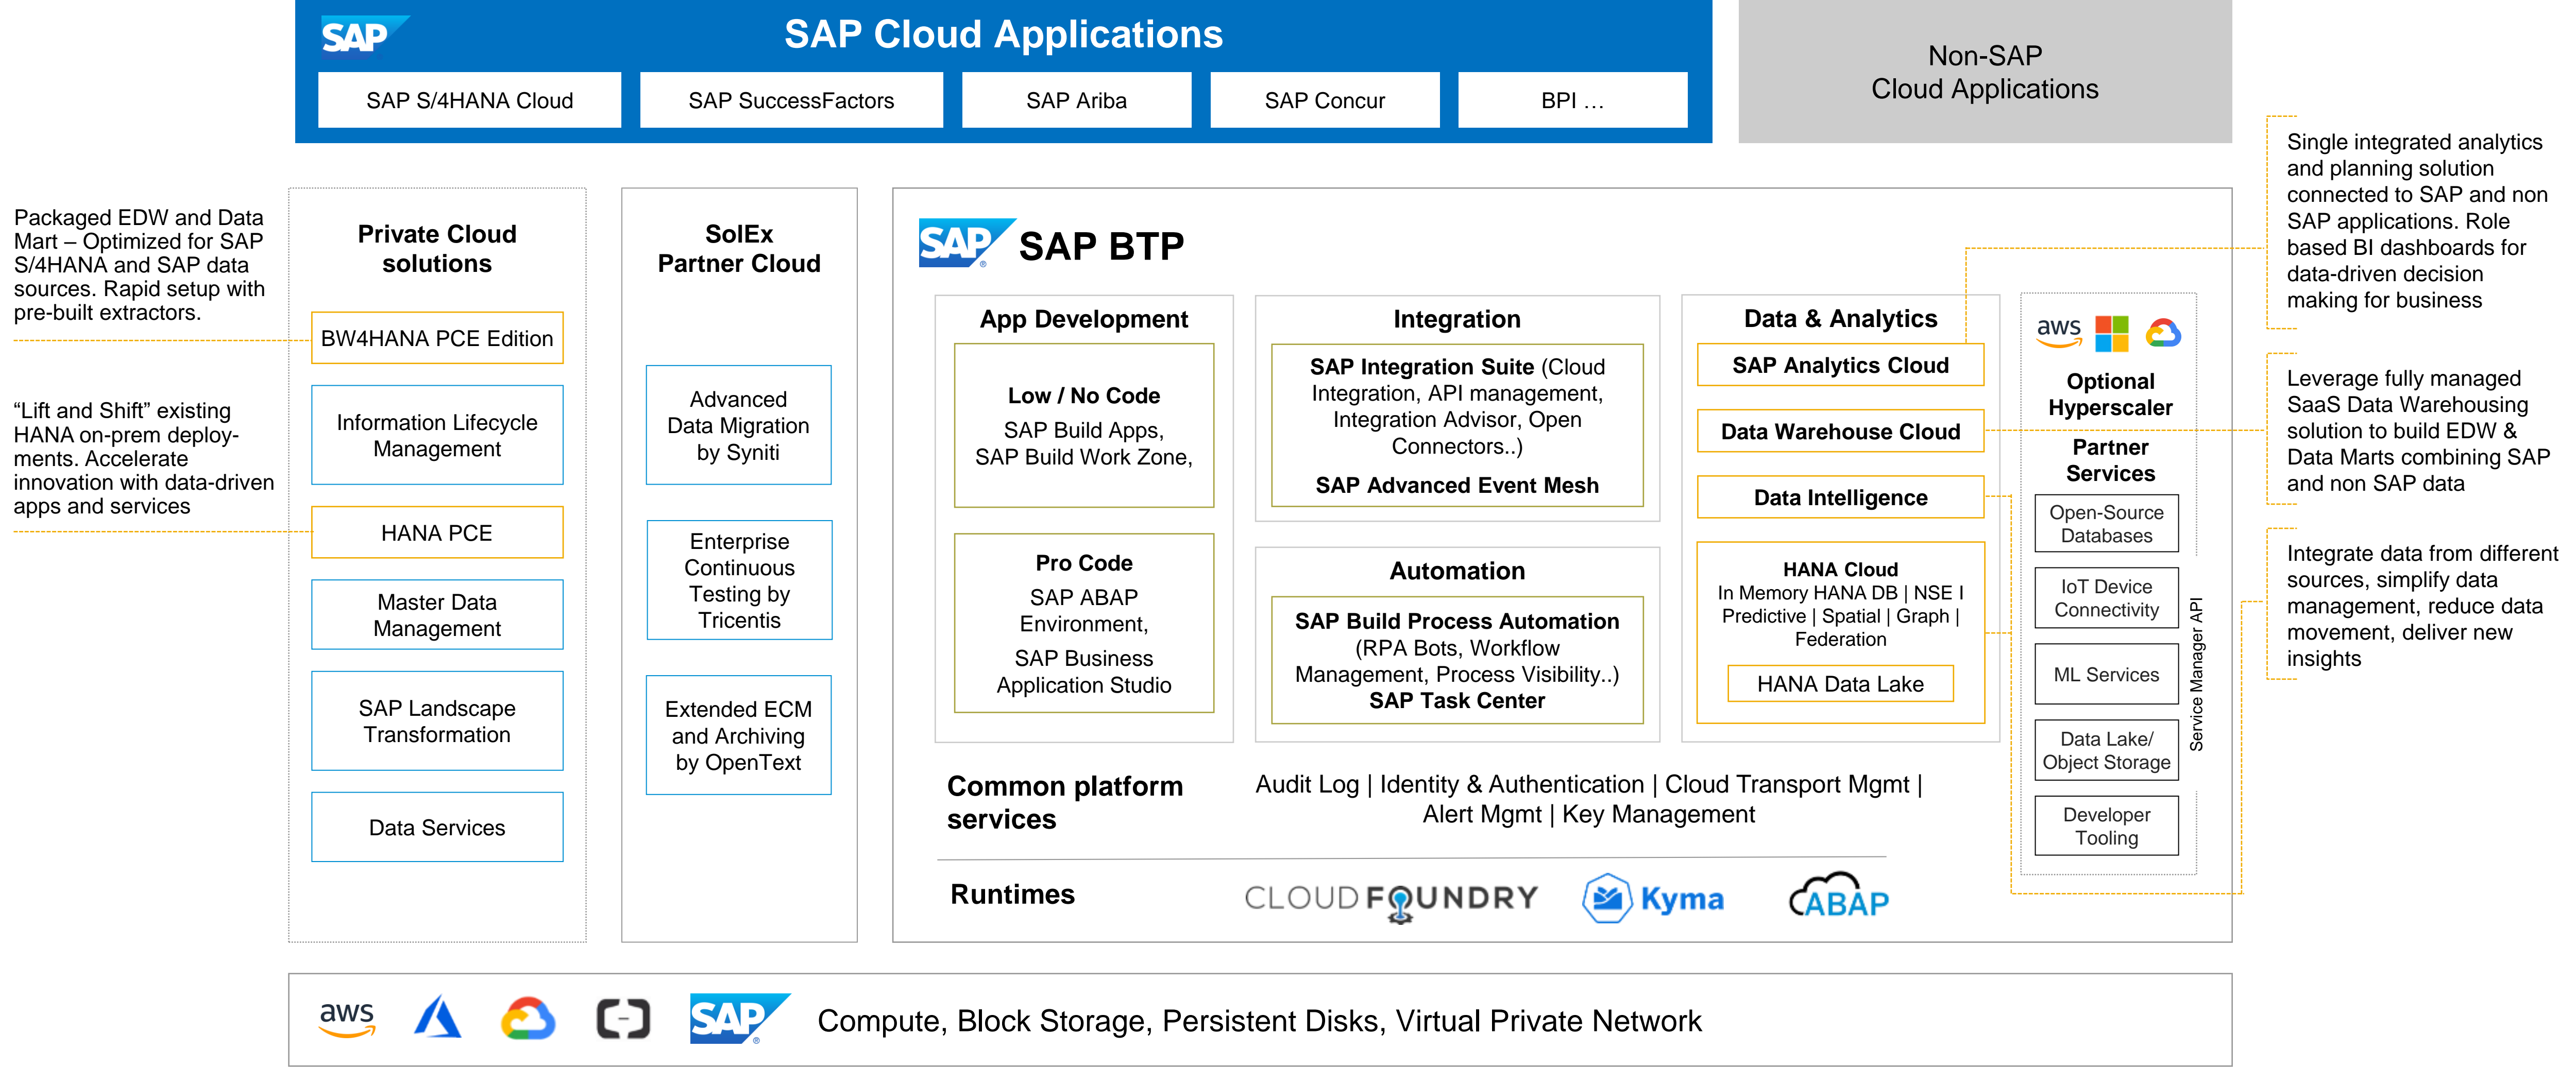 SAP
SAP Cloud Applications
SAP S/4HANA Cloud
SAP SuccessFactors
SAP Ariba
SAP Concur
BPI …
Non-SAP
Cloud Applications
Packaged EDW and Data
Mart – Optimized for SAP
S/4HANA and SAP data
sources. Rapid setup with
pre-built extractors.
“Lift and Shift” existing
HANA on-prem deploy-
ments. Accelerate
innovation with data-driven
apps and services
Private Cloud
solutions
BW4HANA PCE Edition
Information Lifecycle
Management
HANA PCE
Master Data
Management
SAP Landscape
Transformation
Data Services
SolEx
Partner Cloud
Advanced
Data Migration
by Syniti
Enterprise
Continuous
Testing by
Tricentis
Extended ECM
and Archiving
by OpenText
SAP ®
SAP BTP
App Development
Low / No Code
SAP Build Apps,
SAP Build Work Zone,
Pro Code
SAP ABAP
Environment,
SAP Business
Application Studio
Integration
SAP Integration Suite (Cloud
Integration, API management,
Integration Advisor, Open
Connectors..)
SAP Advanced Event Mesh
Automation
SAP Build Process Automation
(RPA Bots, Workflow
Management, Process Visibility..)
SAP Task Center
Data & Analytics
SAP Analytics Cloud
Data Warehouse Cloud
Data Intelligence
HANA Cloud
In Memory HANA DB | NSE I
Predictive | Spatial | Graph |
Federation
HANA Data Lake
aws
Optional
Hyperscaler
Partner
Services
Open-Source
Databases
IoT Device
Connectivity
ML Services
Data Lake/
Object Storage
Developer
Tooling
Service Manager API
Common platform
services
Audit Log | Identity & Authentication | Cloud Transport Mgmt |
Alert Mgmt | Key Management
Runtimes
CLOUD FOUNDRY
Kyma
ABAP
Single integrated analytics
and planning solution
connected to SAP and non
SAP applications. Role
based BI dashboards for
data-driven decision
making for business
Leverage fully managed
SaaS Data Warehousing
solution to build EDW &
Data Marts combining SAP
and non SAP data
Integrate data from different
sources, simplify data
management, reduce data
movement, deliver new
insights
aws
SAP ®
Compute, Block Storage, Persistent Disks, Virtual Private Network